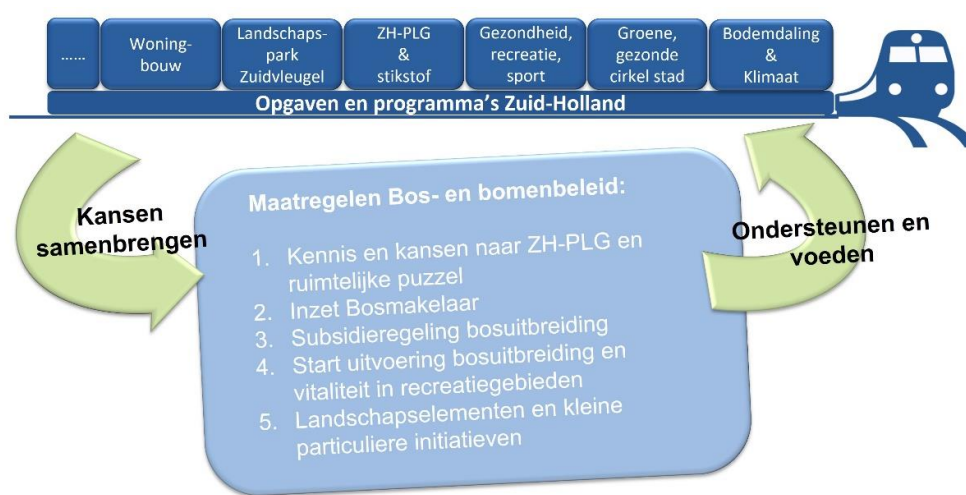 ......
Woning-
bouw
Landschaps-
park
Zuidvleugel
ZH-PLG
&
stikstof
Gezondheid,
recreatie,
sport
Groene,
gezonde
cirkel stad
Bodemdaling
&
Klimaat
Opgaven en programma's Zuid-Holland
Kansen
samenbrengen
Maatregelen Bos- en bomenbeleid:
1. Kennis en kansen naar ZH-PLG en
ruimtelijke puzzel
2. Inzet Bosmakelaar
3. Subsidieregeling bosuitbreiding
4. Start uitvoering bosuitbreiding en
vitaliteit in recreatiegebieden
5. Landschapselementen en kleine
particuliere initiatieven
Ondersteunen en
voeden